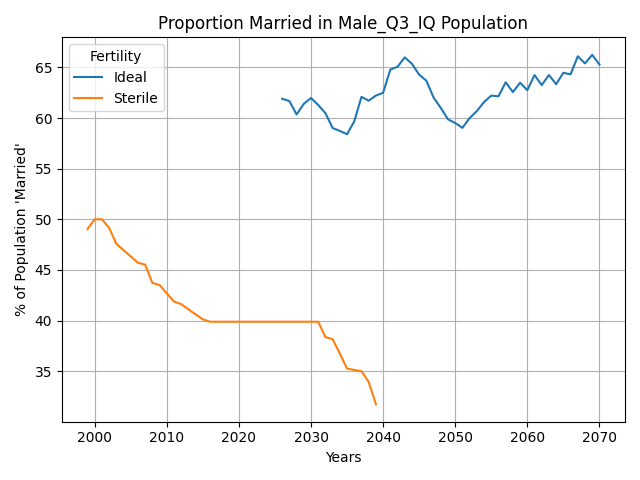 Proportion Married in Male_Q3_IQ Population
% of Population 'Married'
Fertility
Ideal
Sterile
65
60
55
50
45
40
35
2000 2010 2020 2030 2040 2050 2060 2070
Years